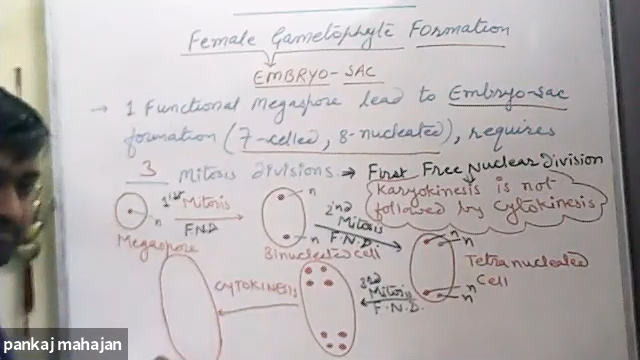 Female Gametophyte Formation
EMBRYO-SAC
→ 1 Functional Megaspore lead to Embryo-sac
formation (7-celled, 8-nucleated), requires
3 Mitosis divisions → First Free Nuclear Division
Karyokinesis is not
followed by Cytokinesis
n
1st Mitosis
F.N.D
n
Megaspore
n
n
Binucleated cell
2nd
Mitosis
F.N.D.
n
n
n
n
Tetranucleated
Cell
3rd
Mitosis
F.N.D.
CYTOKINESIS
pankaj mahajan